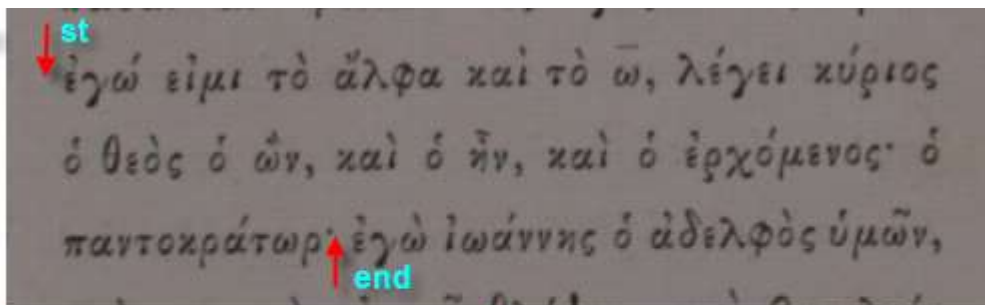 st
ἐγώ εἰμι τὸ ἄλφα καὶ τὸ ω̅, λέγει κύριος
ὁ θεὸς ὁ ὢν, καὶ ὁ ἦν, καὶ ὁ ἐρχόμενος· ὁ
παντοκράτωρ· ἐγὼ ἰωάννης ὁ ἀδελφὸς ὑμῶν,
end